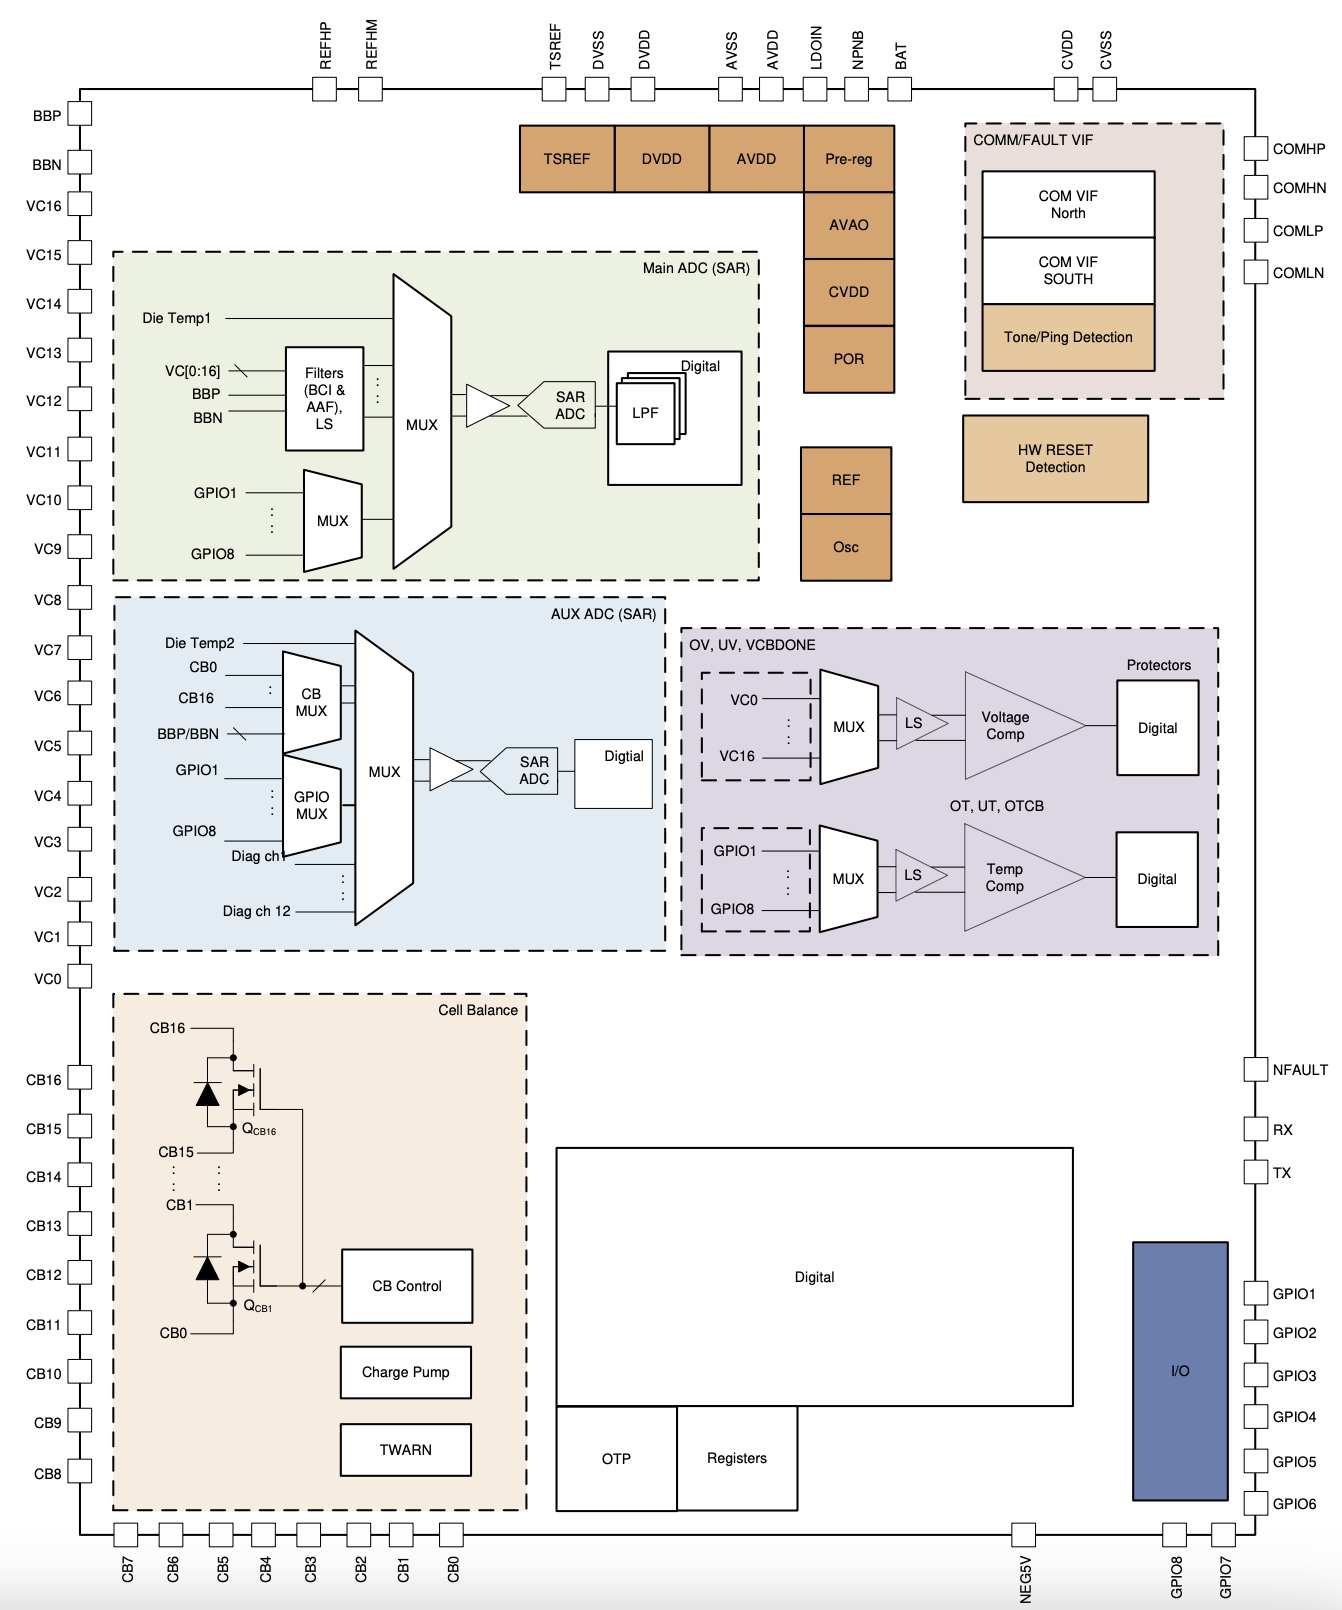 REFHP
REFHM
TSREF
DVSS
DVDD
AVSS
AVDD
LDOIN
NPNB
BAT
CVDD
CVSS
BBP
BBN
VC16
VC15
VC14
VC13
VC12
VC11
VC10
VC9
VC8
VC7
VC6
VC5
VC4
VC3
VC2
VC1
VC0
CB16
CB15
CB14
CB13
CB12
CB11
CB10
CB9
CB8
TSREF
DVDD
AVDD
Pre-reg
AVAO
CVDD
POR
REF
Osc
COMM/FAULT VIF
COM VIF
North
COM VIF
SOUTH
Tone/Ping Detection
HW RESET
Detection
COMHP
COMHN
COMLP
COMLN
Main ADC (SAR)
Die Temp1
VC[0:16]
BBP
BBN
Filters
(BCI &
AAF),
LS
GPIO1
GPIO8
MUX
MUX
SAR
ADC
Digital
LPF
AUX ADC (SAR)
Die Temp2
CB0
CB16
BBP/BBN
CB
MUX
GPIO1
GPIO8
GPIO
MUX
Diag ch1
Diag ch 12
MUX
SAR
ADC
Digtial
OV, UV, VCBDONE
Protectors
VC0
VC16
MUX
LS
Voltage
Comp
Digital
OT, UT, OTCB
GPIO1
GPIO8
MUX
LS
Temp
Comp
Digital
Cell Balance
CB16
QCB16
CB15
CB1
QCB1
CB0
CB Control
Charge Pump
TWARN
Digital
OTP
Registers
I/O
NFAULT
RX
TX
GPIO1
GPIO2
GPIO3
GPIO4
GPIO5
GPIO6
CB7
CB6
CB5
CB4
CB3
CB2
CB1
CB0
NEG5V
GPIO8
GPIO7